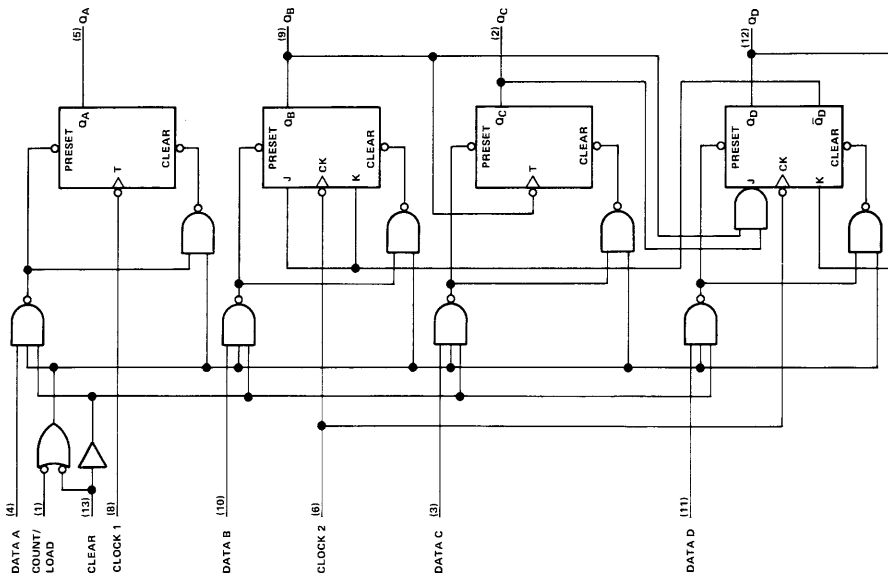 (5) QA
(9) QB
(2) QC
(12) QD
PRESET
QA
T
CLEAR
PRESET
QB
J
CK
K
CLEAR
PRESET
QC
T
CLEAR
PRESET
QD
Q̅D
J
CK
K
CLEAR
DATA A (4)
COUNT/
LOAD (1)
CLEAR (13)
CLOCK 1 (8)
DATA B (10)
CLOCK 2 (6)
DATA C (3)
DATA D (11)